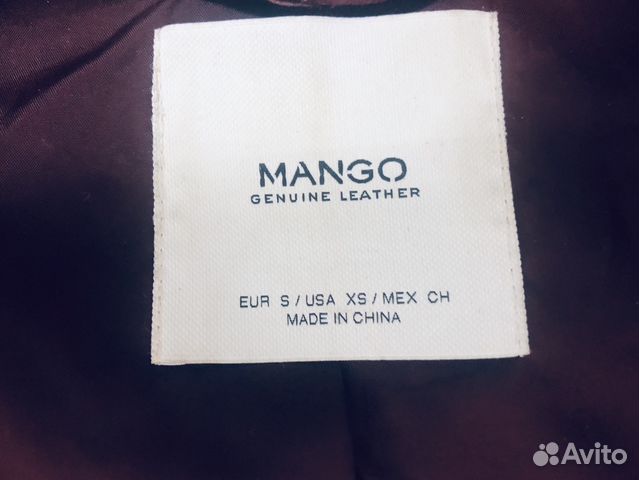 MANGO
GENUINE LEATHER
EUR S / USA XS / MEX CH
MADE IN CHINA
Avito